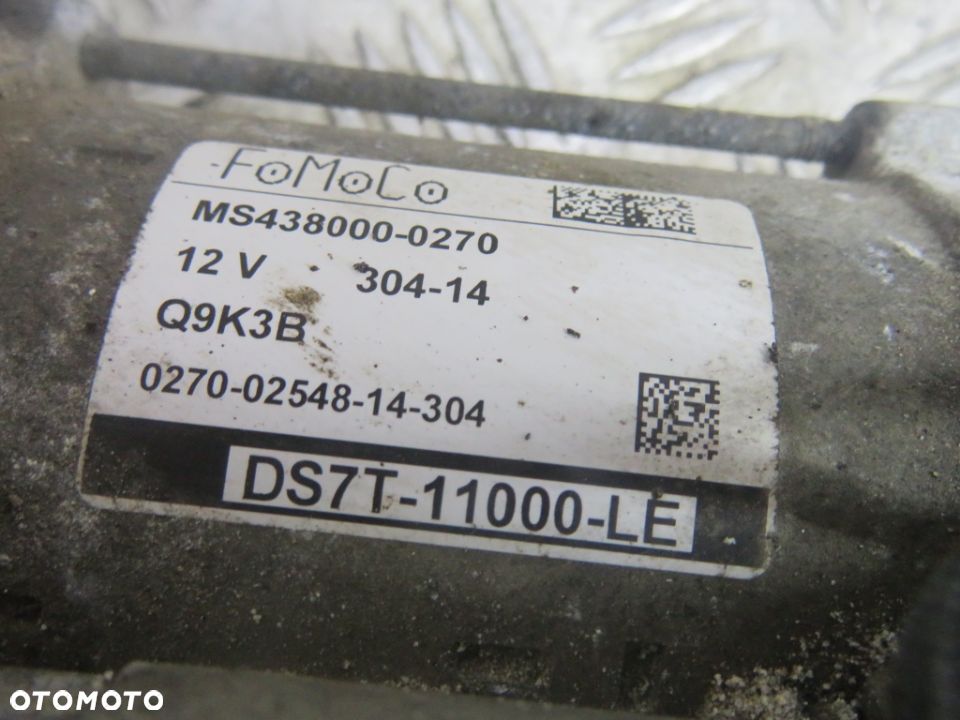 FoMoCo
MS438000-0270
12 V 304-14
Q9K3B
0270-02548-14-304
DS7T-11000-LE
OTOMOTO